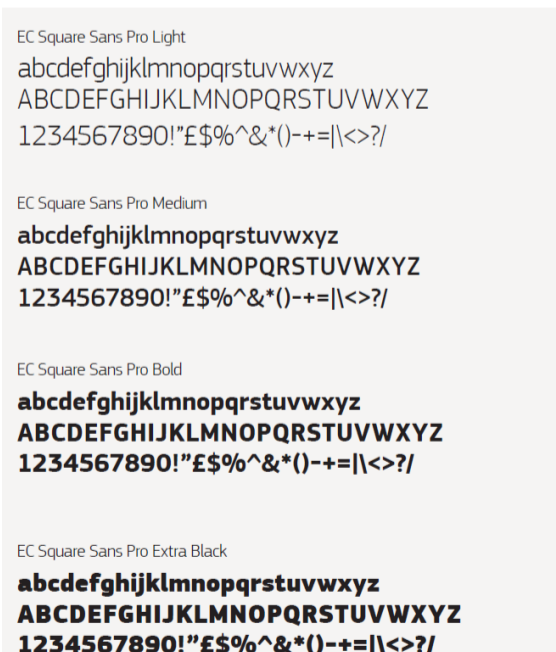 EC Square Sans Pro Light
abcdefghijklmnopqrstuvwxyz
ABCDEFGHIJKLMNOPQRSTUVWXYZ
1234567890!”£$%^&*()-+=|\<>?/
EC Square Sans Pro Medium
abcdefghijklmnopqrstuvwxyz
ABCDEFGHIJKLMNOPQRSTUVWXYZ
1234567890!”£$%^&*()-+=|\<>?/
EC Square Sans Pro Bold
abcdefghijklmnopqrstuvwxyz
ABCDEFGHIJKLMNOPQRSTUVWXYZ
1234567890!”£$%^&*()-+=|\<>?/
EC Square Sans Pro Extra Black
abcdefghijklmnopqrstuvwxyz
ABCDEFGHIJKLMNOPQRSTUVWXYZ
1234567890!”£$%^&*()-+=|\<>?/